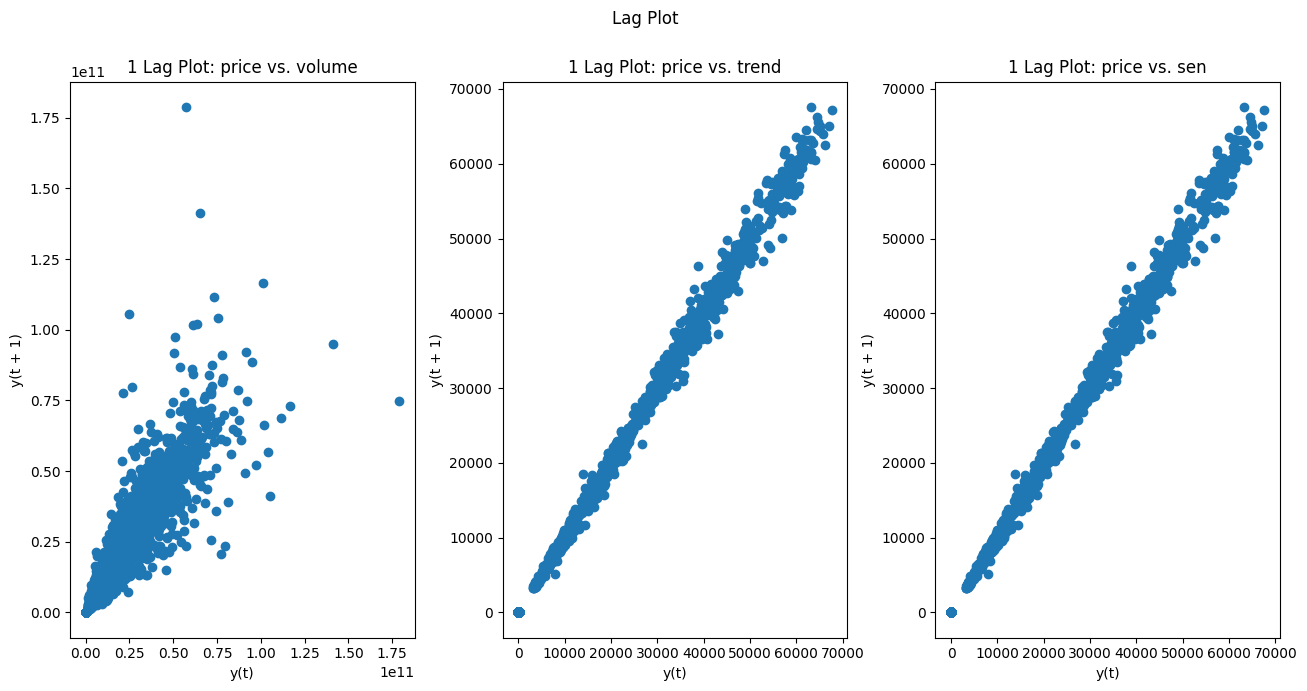 Lag Plot
1 Lag Plot: price vs. volume
1e11
1.75
1.50
1.25
1.00
0.75
0.50
0.25
0.00
y(t + 1)
0.00 0.25 0.50 0.75 1.00 1.25 1.50 1.75
y(t)
1e11
1 Lag Plot: price vs. trend
70000
60000
50000
40000
30000
20000
10000
0
y(t + 1)
0 10000 20000 30000 40000 50000 60000 70000
y(t)
1 Lag Plot: price vs. sen
70000
60000
50000
40000
30000
20000
10000
0
y(t + 1)
0 10000 20000 30000 40000 50000 60000 70000
y(t)